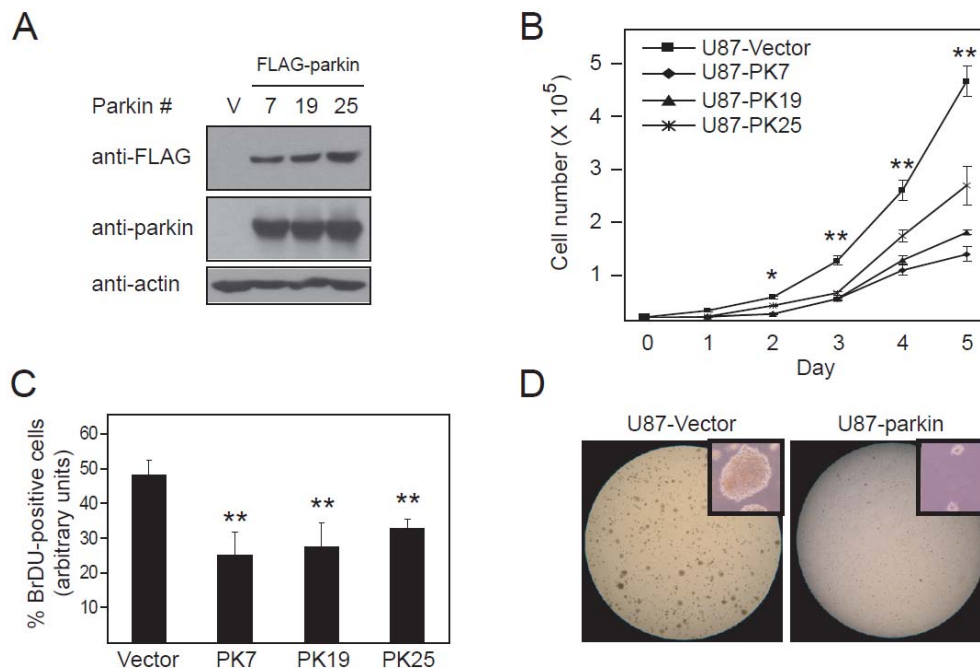 A
FLAG-parkin
Parkin # V 7 19 25
anti-FLAG
anti-parkin
anti-actin
B
U87-Vector
U87-PK7
U87-PK19
U87-PK25
Cell number (X 10⁵)
5
4
3
2
1
* ** ** **
0 1 2 3 4 5
Day
C
% BrDU-positive cells
(arbitrary units)
60
50
40
30
20
10
** ** **
Vector PK7 PK19 PK25
D
U87-Vector U87-parkin